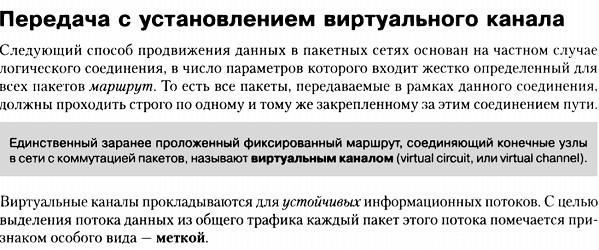 Передача с установлением виртуального канала
Следующий способ продвижения данных в пакетных сетях основан на частном случае
логического соединения, в число параметров которого входит жестко определенный для
всех пакетов маршрут. То есть все пакеты, передаваемые в рамках данного соединения,
должны проходить строго по одному и тому же закрепленному за этим соединением пути.
Единственный заранее проложенный фиксированный маршрут, соединяющий конечные узлы
в сети с коммутацией пакетов, называют виртуальным каналом (virtual circuit, или virtual channel).
Виртуальные каналы прокладываются для устойчивых информационных потоков. С целью
выделения потока данных из общего трафика каждый пакет этого потока помечается при-
знаком особого вида — меткой.